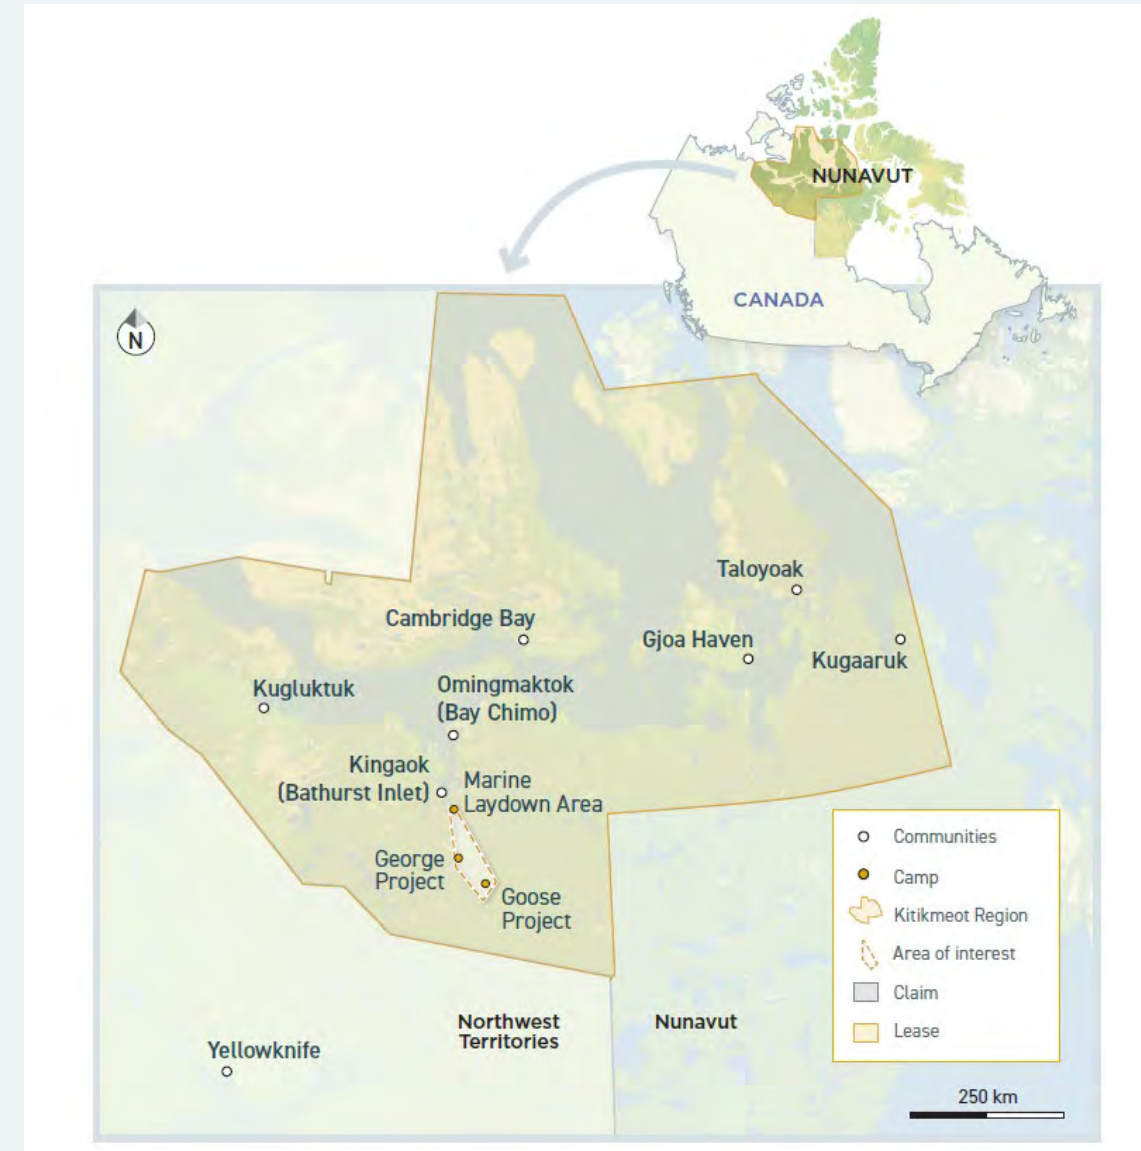 NUNAVUT
CANADA
N
Taloyoak
Cambridge Bay
Gjoa Haven
Kugaaruk
Kugluktuk
Omingmaktok
(Bay Chimo)
Kingaok
(Bathurst Inlet)
Marine
Laydown Area
George
Project
Goose
Project
Northwest
Territories
Nunavut
Yellowknife
Communities
Camp
Kitikmeot Region
Area of interest
Claim
Lease
250 km